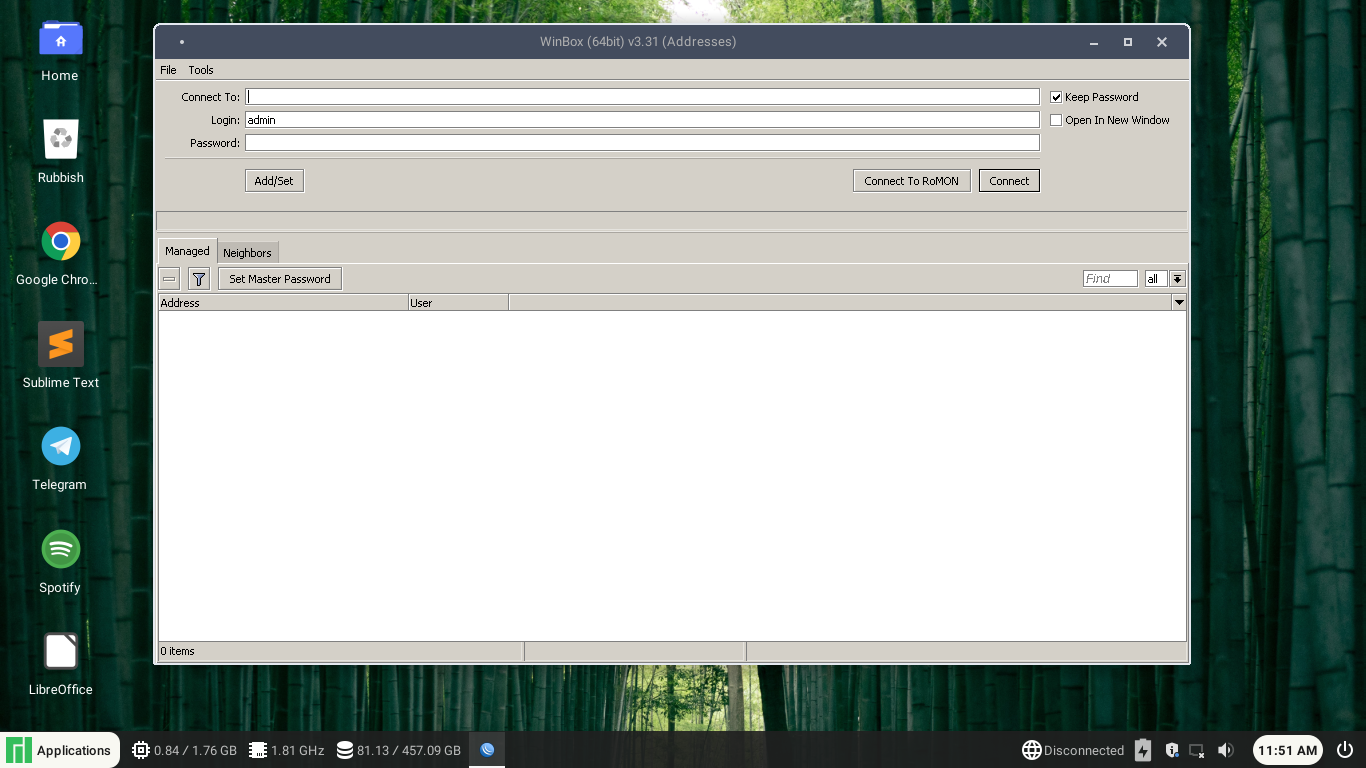 WinBox (64bit) v3.31 (Addresses)
File Tools
Connect To:
Keep Password
Login: admin
Open In New Window
Password:
Add/Set
Connect To RoMON
Connect
Managed
Neighbors
Set Master Password
Find
all
Address
User
0 items
Home
Rubbish
Google Chro...
Sublime Text
Telegram
Spotify
LibreOffice
Applications
0.84 / 1.76 GB
1.81 GHz
81.13 / 457.09 GB
Disconnected
11:51 AM